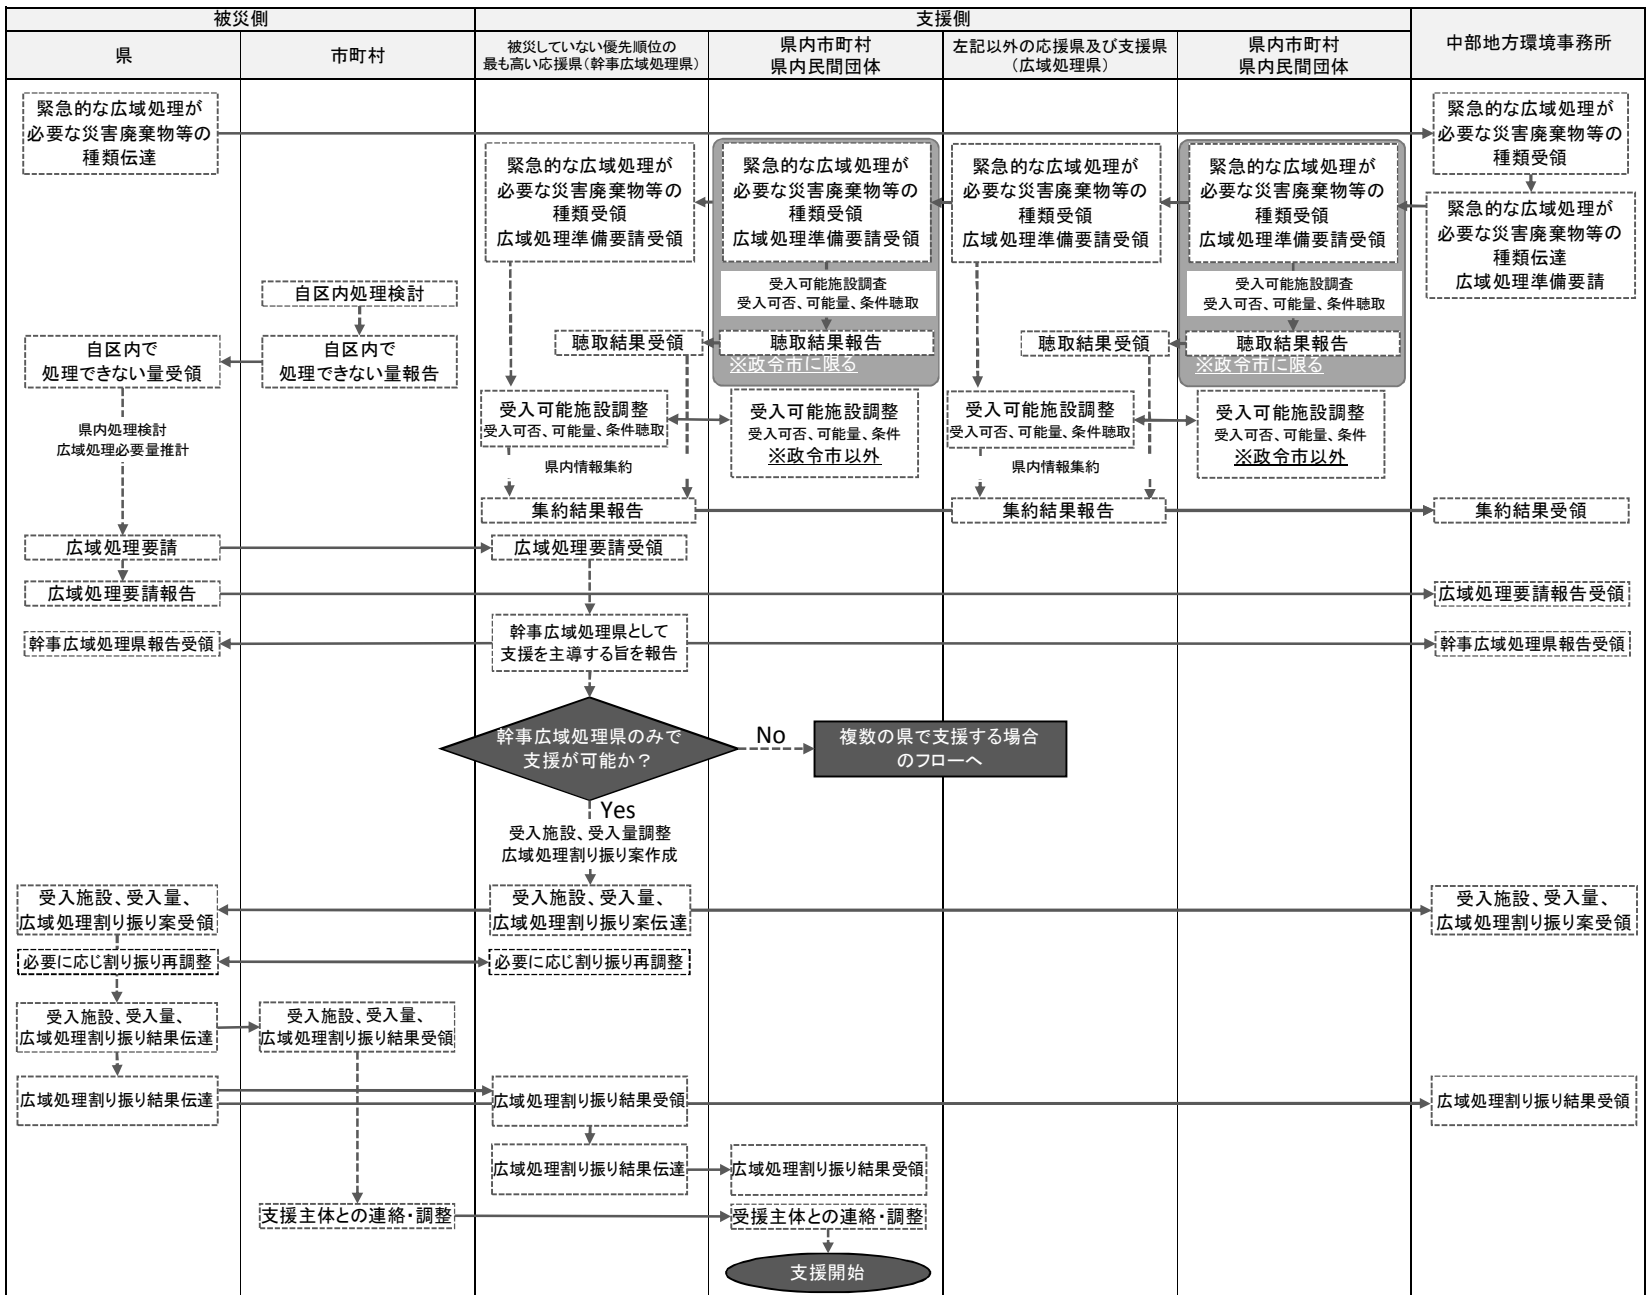 被災側
支援側
県
市町村
被災していない優先順位の
最も高い応援県(幹事広域処理県)
県内市町村
県内民間団体
左記以外の応援県及び支援県
(広域処理県)
県内市町村
県内民間団体
中部地方環境事務所
緊急的な広域処理が
必要な災害廃棄物等の
種類伝達
緊急的な広域処理が
必要な災害廃棄物等の
種類受領
緊急的な広域処理が
必要な災害廃棄物等の
種類受領
広域処理準備要請受領
緊急的な広域処理が
必要な災害廃棄物等の
種類受領
広域処理準備要請受領
緊急的な広域処理が
必要な災害廃棄物等の
種類受領
広域処理準備要請受領
緊急的な広域処理が
必要な災害廃棄物等の
種類受領
広域処理準備要請受領
緊急的な広域処理が
必要な災害廃棄物等の
種類伝達
広域処理準備要請
受入可能施設調査
受入可否、可能量、条件聴取
受入可能施設調査
受入可否、可能量、条件聴取
自区内処理検討
自区内で
処理できない量受領
自区内で
処理できない量報告
聴取結果受領
聴取結果報告
※政令市に限る
聴取結果受領
聴取結果報告
※政令市に限る
県内処理検討
広域処理必要量推計
受入可能施設調整
受入可否、可能量、条件聴取
受入可能施設調整
受入可否、可能量、条件
※政令市以外
受入可能施設調整
受入可否、可能量、条件聴取
受入可能施設調整
受入可否、可能量、条件
※政令市以外
県内情報集約
県内情報集約
集約結果報告
集約結果報告
集約結果受領
広域処理要請
広域処理要請受領
広域処理要請報告
広域処理要請報告受領
幹事広域処理県報告受領
幹事広域処理県として
支援を主導する旨を報告
幹事広域処理県報告受領
幹事広域処理県のみで
支援が可能か?
No
複数の県で支援する場合
のフローへ
Yes
受入施設、受入量調整
広域処理割り振り案作成
受入施設、受入量、
広域処理割り振り案受領
受入施設、受入量、
広域処理割り振り案伝達
受入施設、受入量、
広域処理割り振り案受領
必要に応じ割り振り再調整
必要に応じ割り振り再調整
受入施設、受入量、
広域処理割り振り結果伝達
受入施設、受入量、
広域処理割り振り結果受領
広域処理割り振り結果伝達
広域処理割り振り結果受領
広域処理割り振り結果受領
広域処理割り振り結果伝達
広域処理割り振り結果受領
支援主体との連絡・調整
受援主体との連絡・調整
支援開始